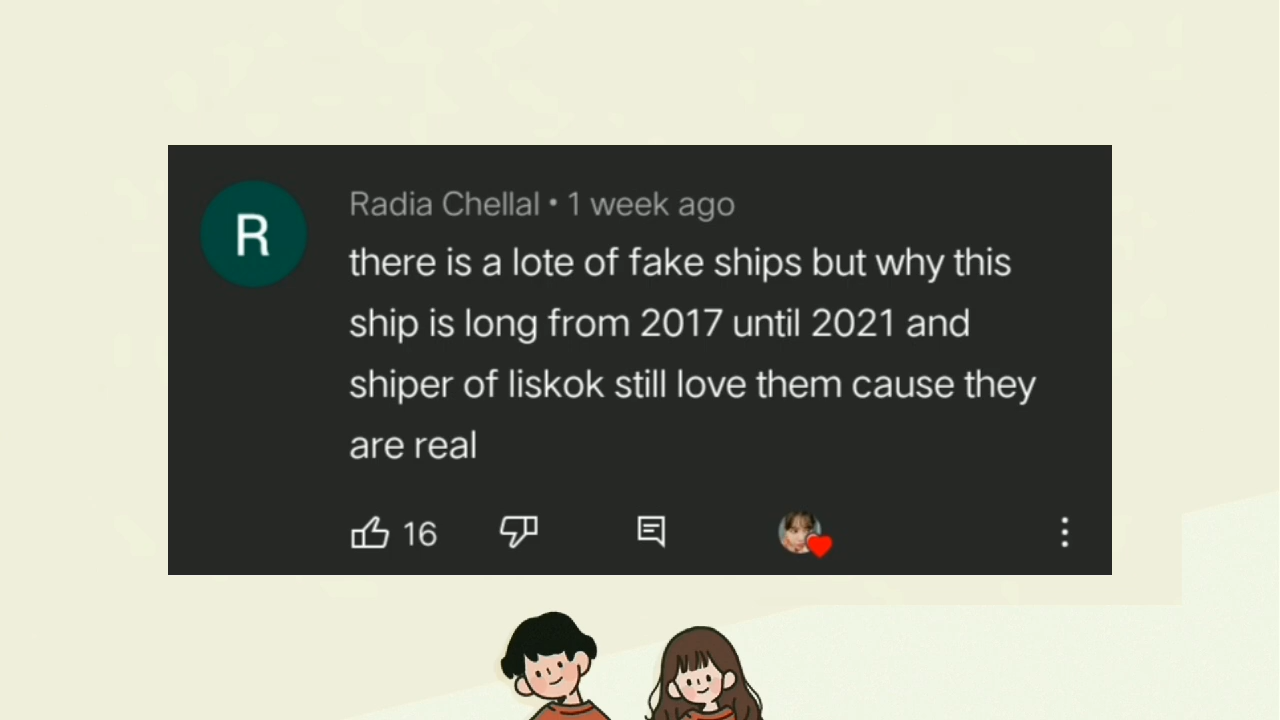 R
Radia Chellal • 1 week ago
there is a lote of fake ships but why this
ship is long from 2017 until 2021 and
shiper of liskok still love them cause they
are real
16